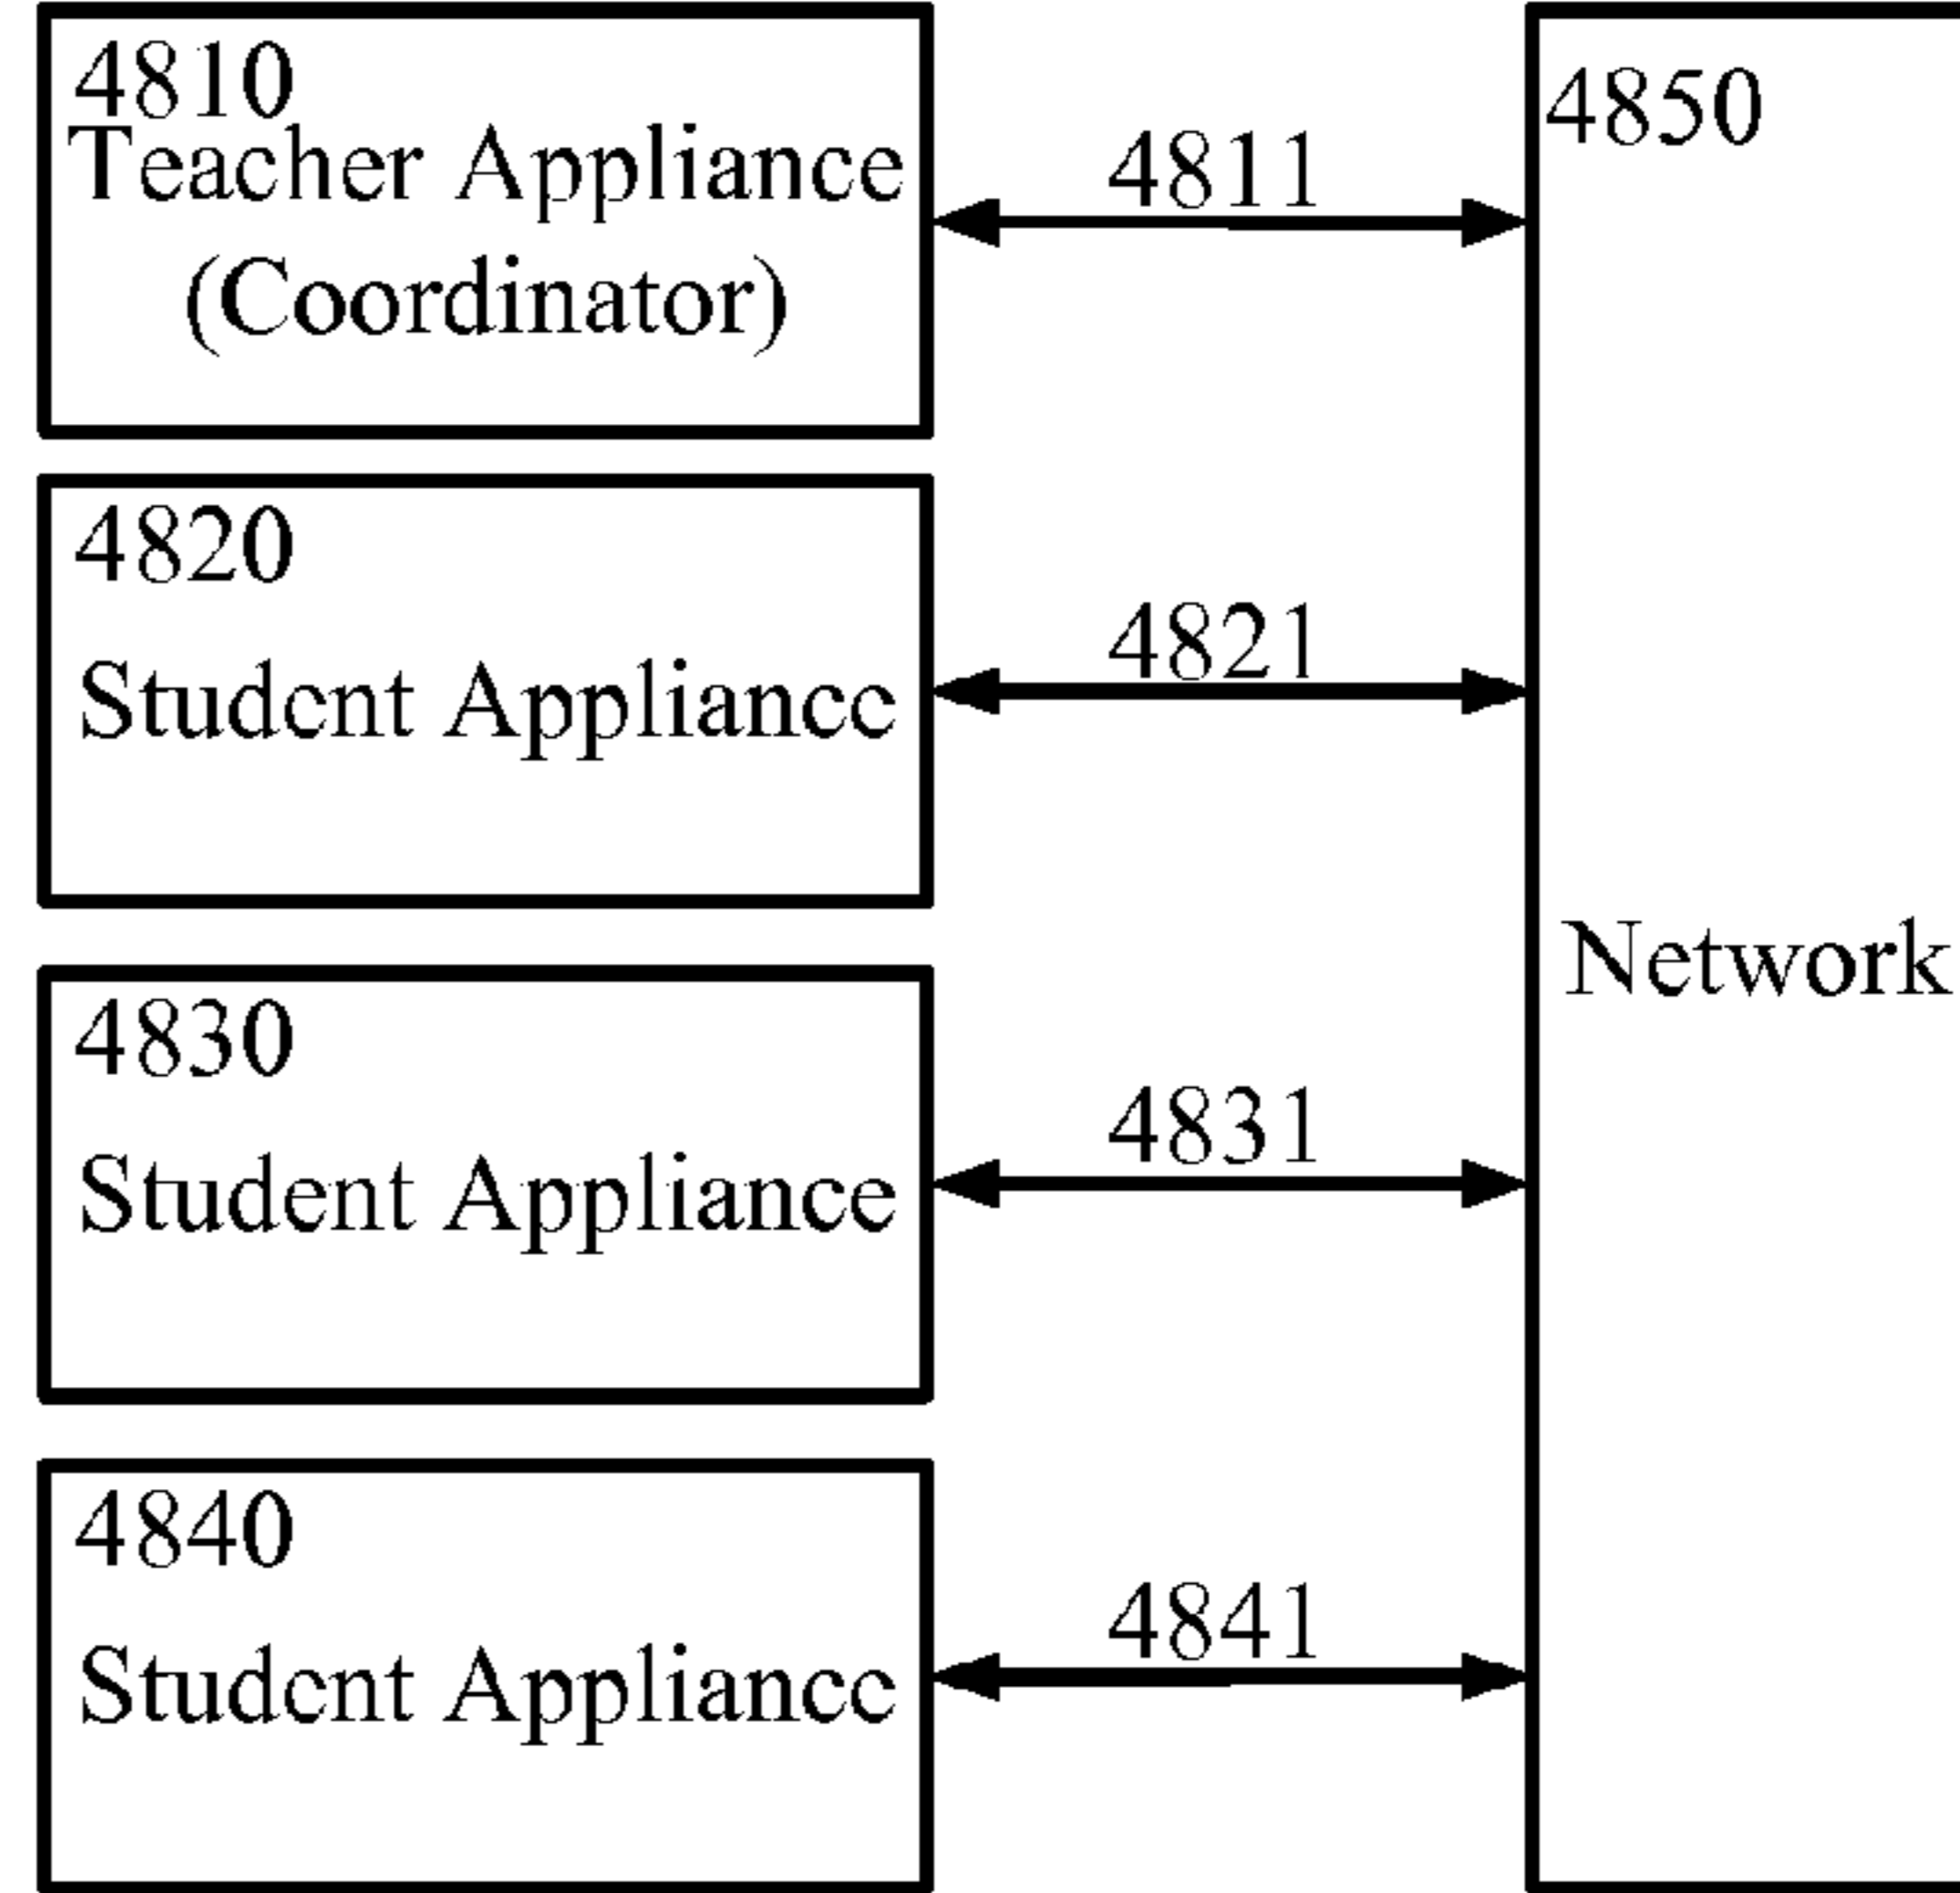 4810
Teacher Appliance
(Coordinator)
4811
4850
4820
Student Appliance
4821
Network
4830
Student Appliance
4831
4840
Student Appliance
4841